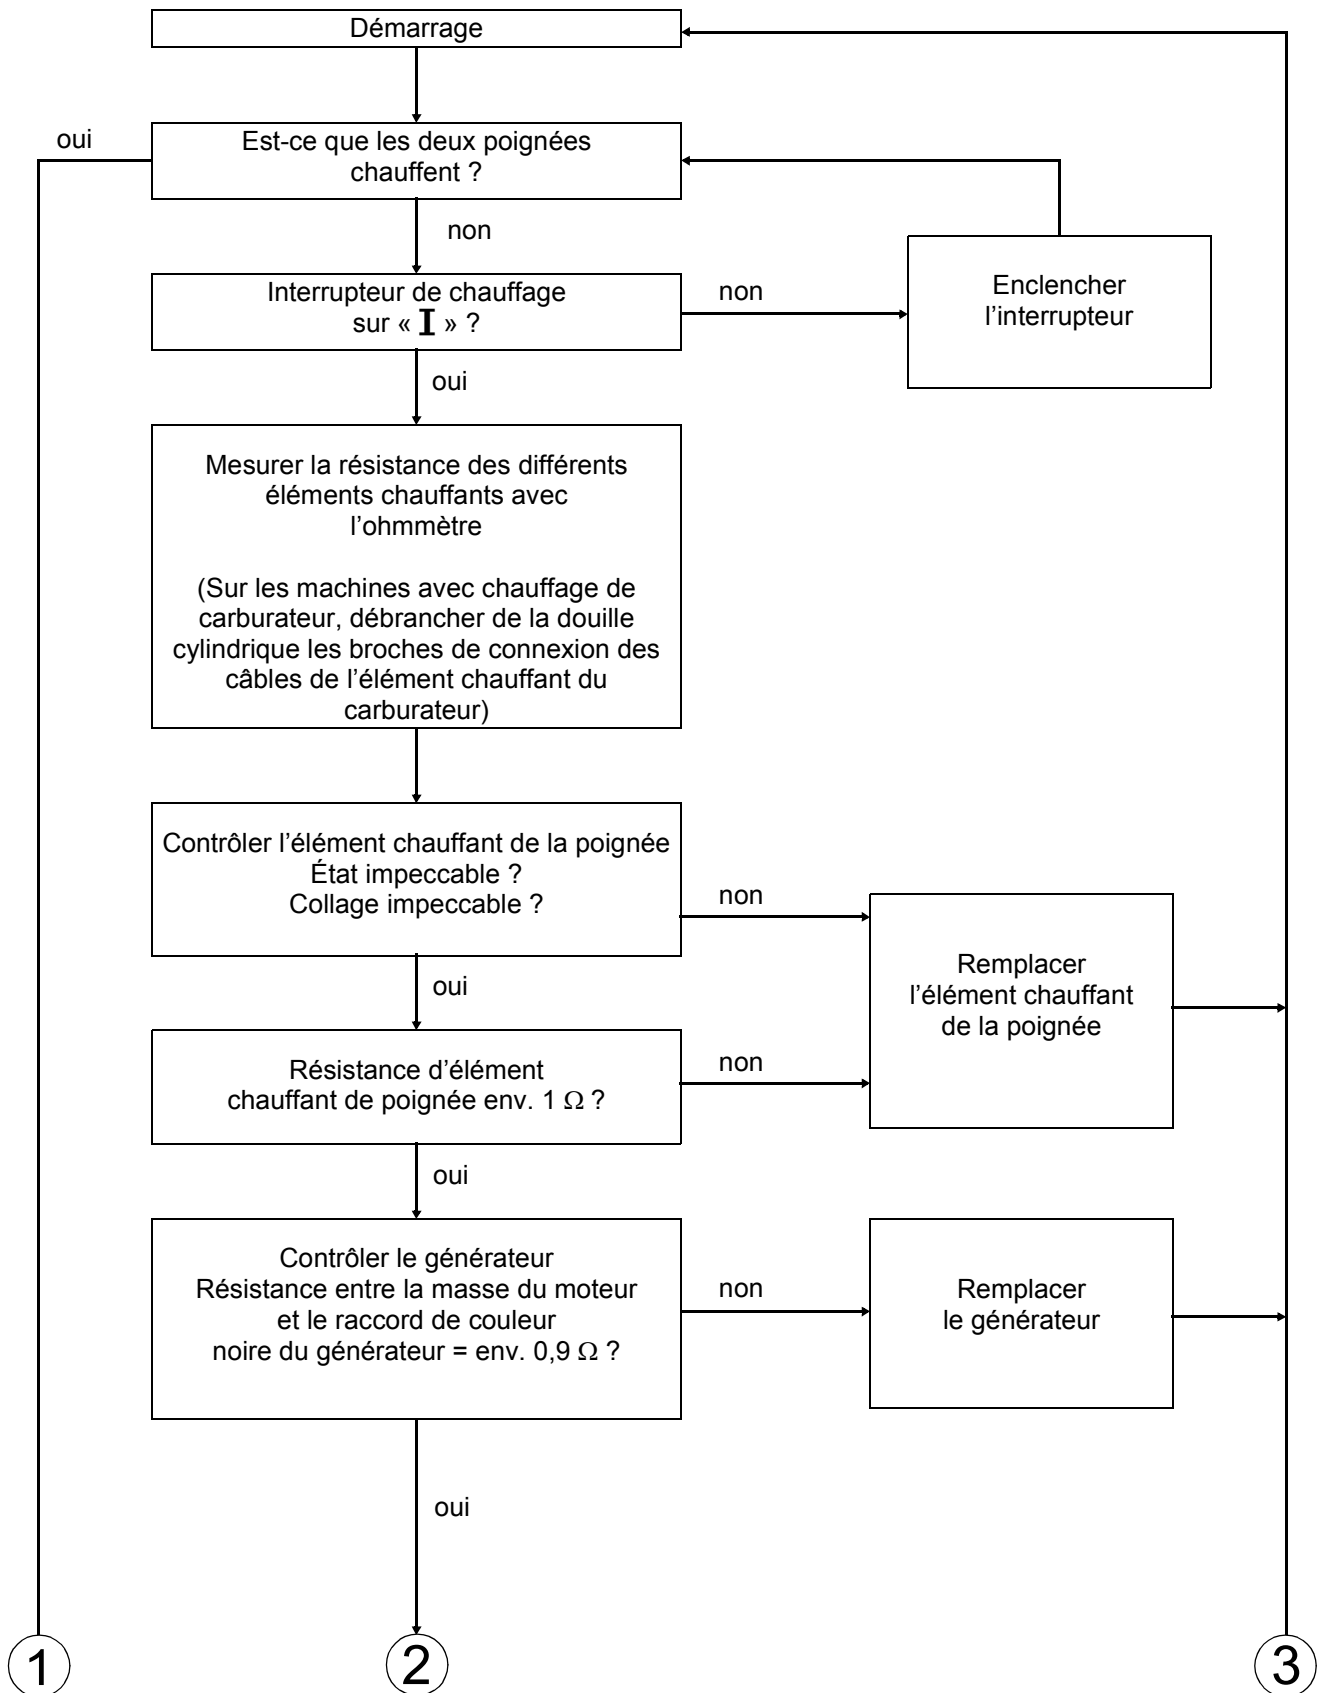 Démarrage
oui
Est-ce que les deux poignées
chauffent ?
non
Interrupteur de chauffage
sur « I » ?
non
Enclencher
l’interrupteur
oui
Mesurer la résistance des différents
éléments chauffants avec
l’ohmmètre
(Sur les machines avec chauffage de
carburateur, débrancher de la douille
cylindrique les broches de connexion des
câbles de l’élément chauffant du
carburateur)
Contrôler l’élément chauffant de la poignée
État impeccable ?
Collage impeccable ?
non
Remplacer
l’élément chauffant
de la poignée
oui
Résistance d’élément
chauffant de poignée env. 1 Ω ?
non
oui
Contrôler le générateur
Résistance entre la masse du moteur
et le raccord de couleur
noire du générateur = env. 0,9 Ω ?
non
Remplacer
le générateur
oui
1
2
3